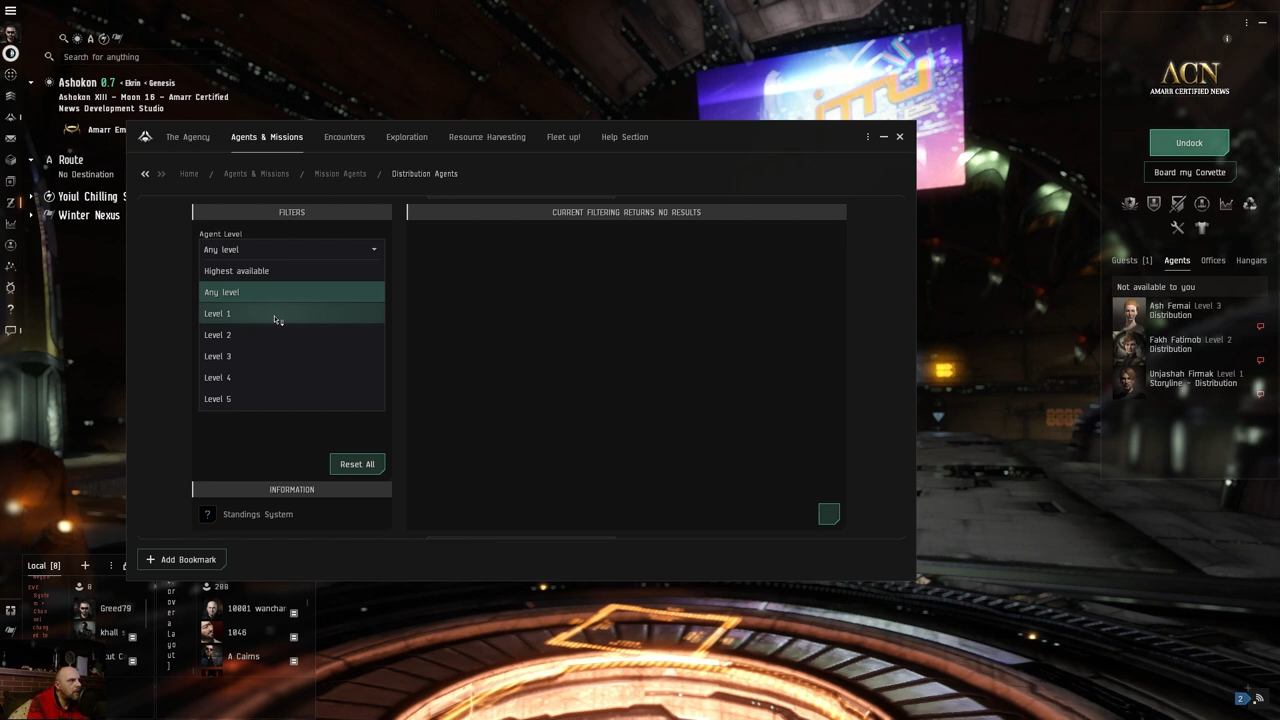 Search for anything
Ashokon 0.7 < Ekrin < Genesis
Ashokon XIII - Moon 16 - Amarr Certified
News Development Studio
Amarr Em
Route
No Destination
Yoiul Chilling S
Winter Nexus
The Agency
Agents & Missions
Encounters
Exploration
Resource Harvesting
Fleet up!
Help Section
Home / Agents & Missions / Mission Agents / Distribution Agents
FILTERS
Agent Level
Any level
Highest available
Any level
Level 1
Level 2
Level 3
Level 4
Level 5
Reset All
INFORMATION
? Standings System
CURRENT FILTERING RETURNS NO RESULTS
+ Add Bookmark
ACN
AMARR CERTIFIED NEWS
Undock
Board my Corvette
Guests [1]
Agents
Offices
Hangars
Not available to you
Ash Femai Level 3
Distribution
Fakh Fatimob Level 2
Distribution
Unjashah Firmak Level 1
Storyline - Distribution
Local [8]
8
Greed79
khall
208
10001 wanchar
1046
A Cairns
2